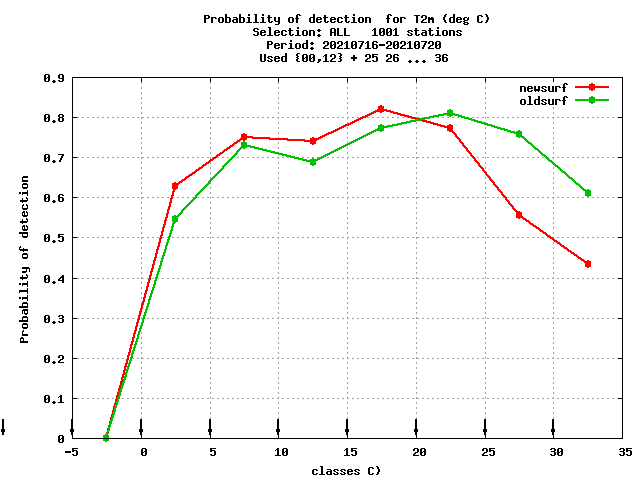 Probability of detection  for T2m (deg C)
Selection: ALL   1001 stations
Period: 20210716-20210720
Used {00,12} + 25 26 ... 36
newsurf
oldsurf
Probability of detection
0.9
0.8
0.7
0.6
0.5
0.4
0.3
0.2
0.1
0
-5 0 5 10 15 20 25 30 35
classes C)